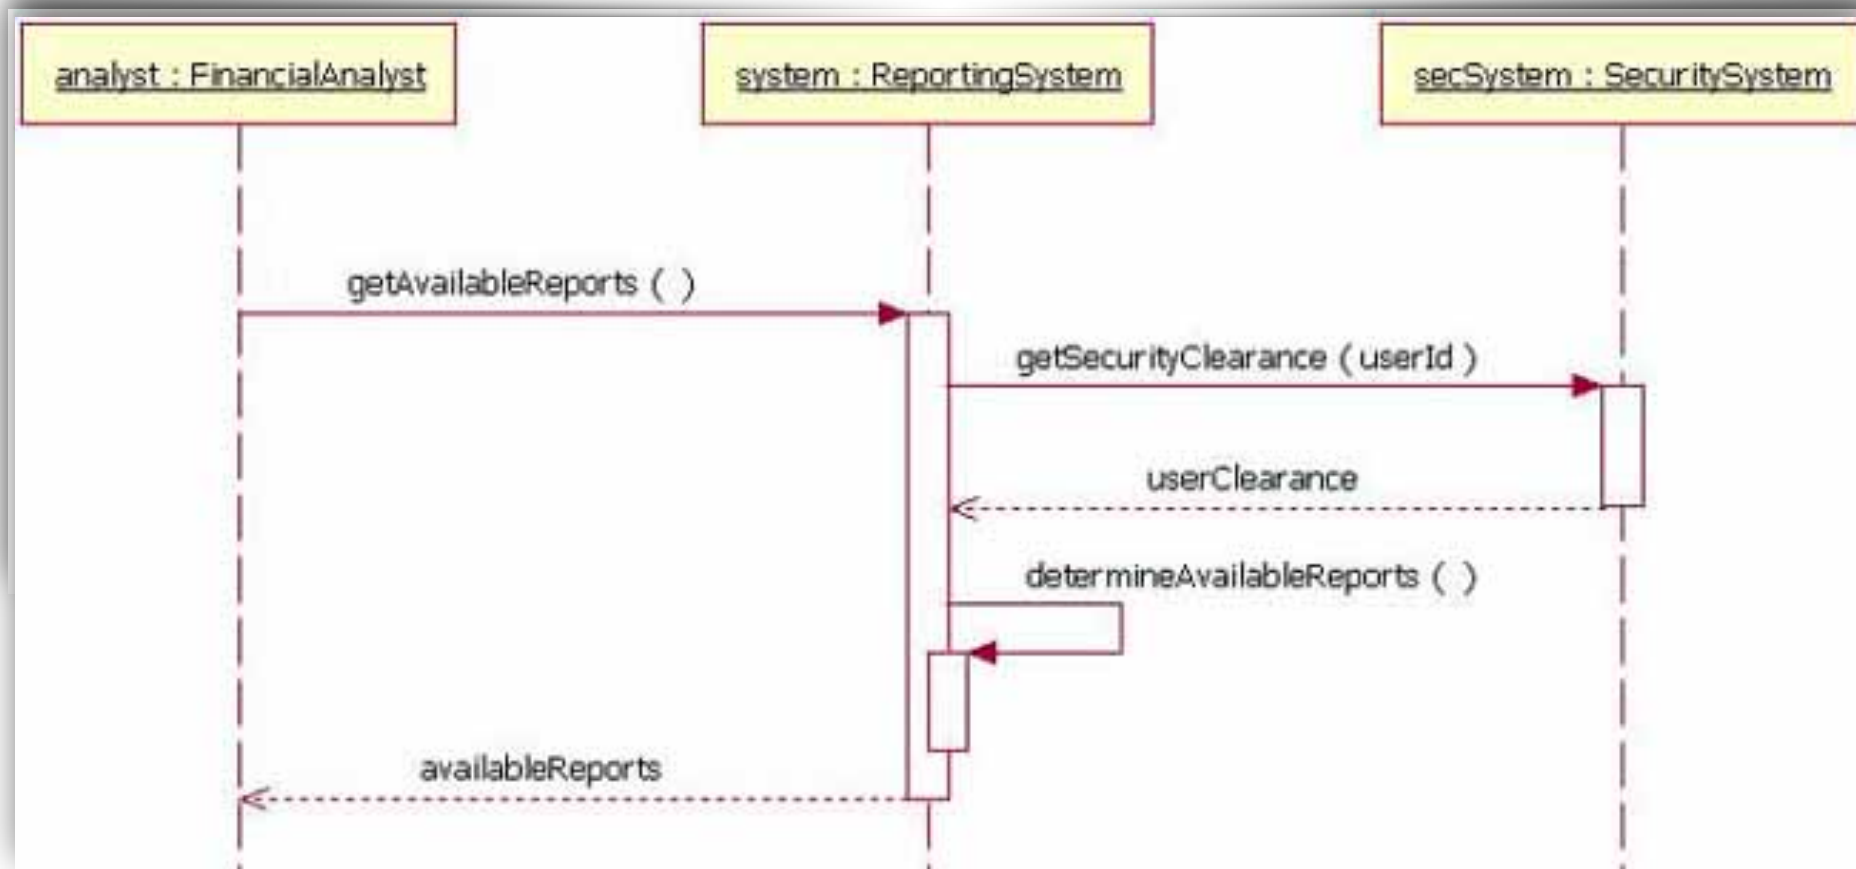 analyst : FinancialAnalyst
system : ReportingSystem
secSystem : SecuritySystem
getAvailableReports ( )
getSecurityClearance ( userId )
userClearance
determineAvailableReports ( )
availableReports